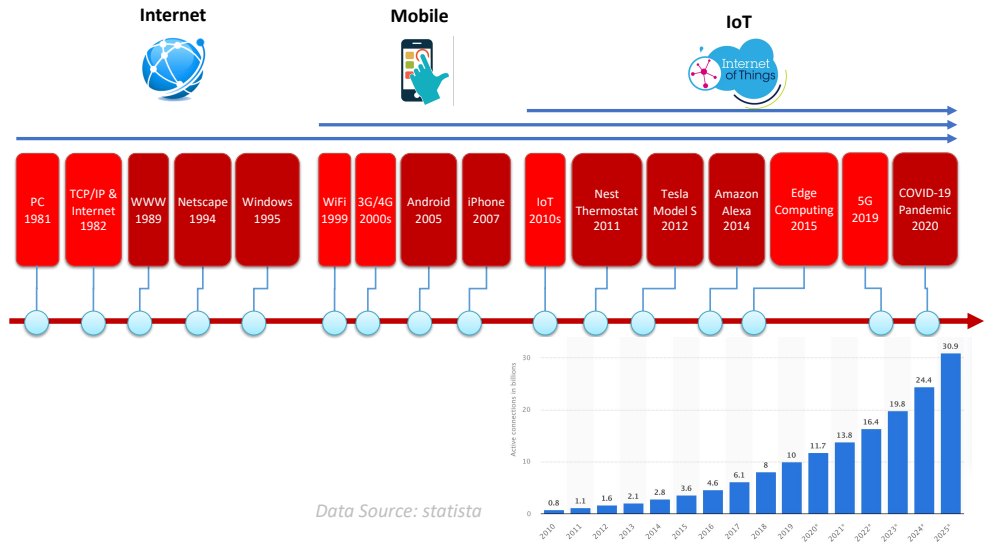 Internet
Mobile
IoT
Internet
of Things
PC
1981
TCP/IP &
Internet
1982
WWW
1989
Netscape
1994
Windows
1995
WiFi
1999
3G/4G
2000s
Android
2005
iPhone
2007
IoT
2010s
Nest
Thermostat
2011
Tesla
Model S
2012
Amazon
Alexa
2014
Edge
Computing
2015
5G
2019
COVID-19
Pandemic
2020
Active connections in billions
30
20
10
0
0.8
1.1
1.6
2.1
2.8
3.6
4.6
6.1
8
10
11.7
13.8
16.4
19.8
24.4
30.9
2010
2011
2012
2013
2014
2015
2016
2017
2018
2019
2020*
2021*
2022*
2023*
2024*
2025*
Data Source: statista